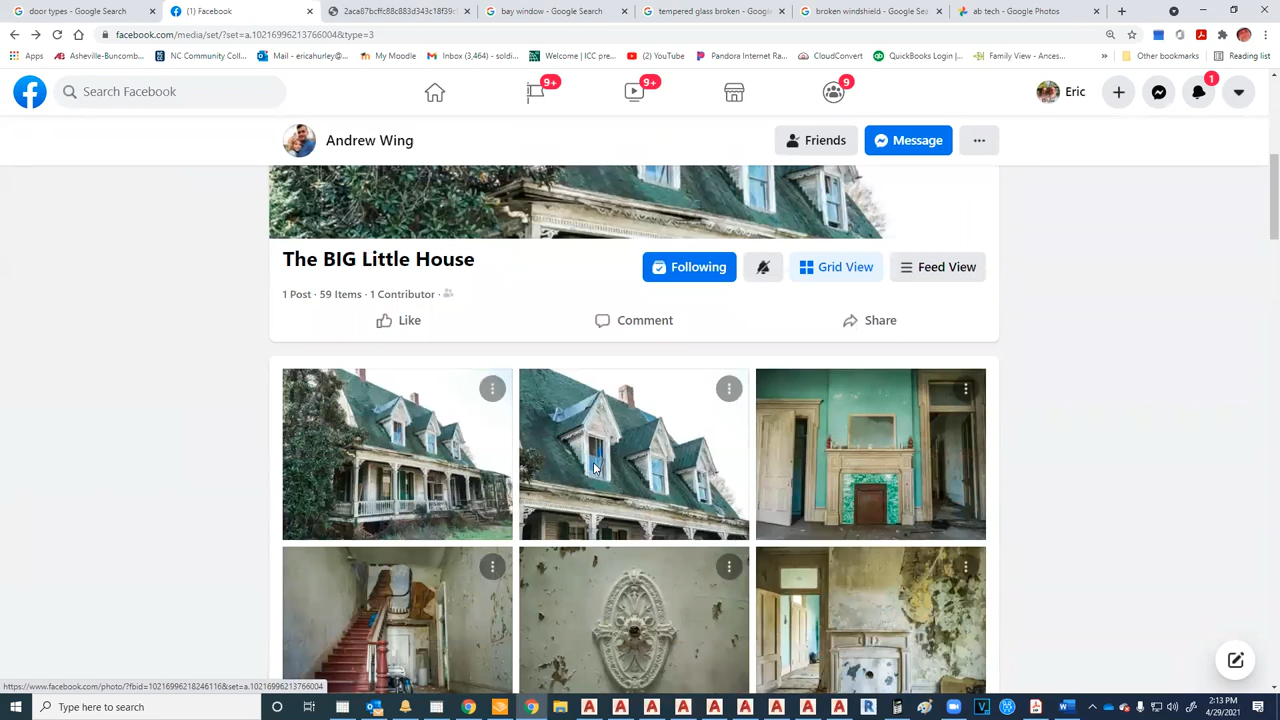 door types - Google Search
(1) Facebook
2aca87bcffc88c883d343c18f39c
bay window - Google Search
tempered glass broken - Google
broken windshield - Google Sea
ab tech - Google Photos
facebook.com/media/set/?set=a.10216996213766004&type=3
Apps
Asheville-Buncomb...
NC Community Coll...
Mail - ericahurley@...
My Moodle
Inbox (3,464) - soldi...
Welcome | ICC pre...
(2) YouTube
Pandora Internet Ra...
CloudConvert
QuickBooks Login |...
Family View - Ances...
Other bookmarks
Reading list
Search Facebook
9+
9+
9
Eric
1
Andrew Wing
Friends
Message
The BIG Little House
Following
Grid View
Feed View
1 Post · 59 Items · 1 Contributor ·
Like
Comment
Share
https://www.facebook.com/photo/?fbid=10216996218246116&set=a.10216996213766004
Type here to search
2:13 PM
4/29/2021